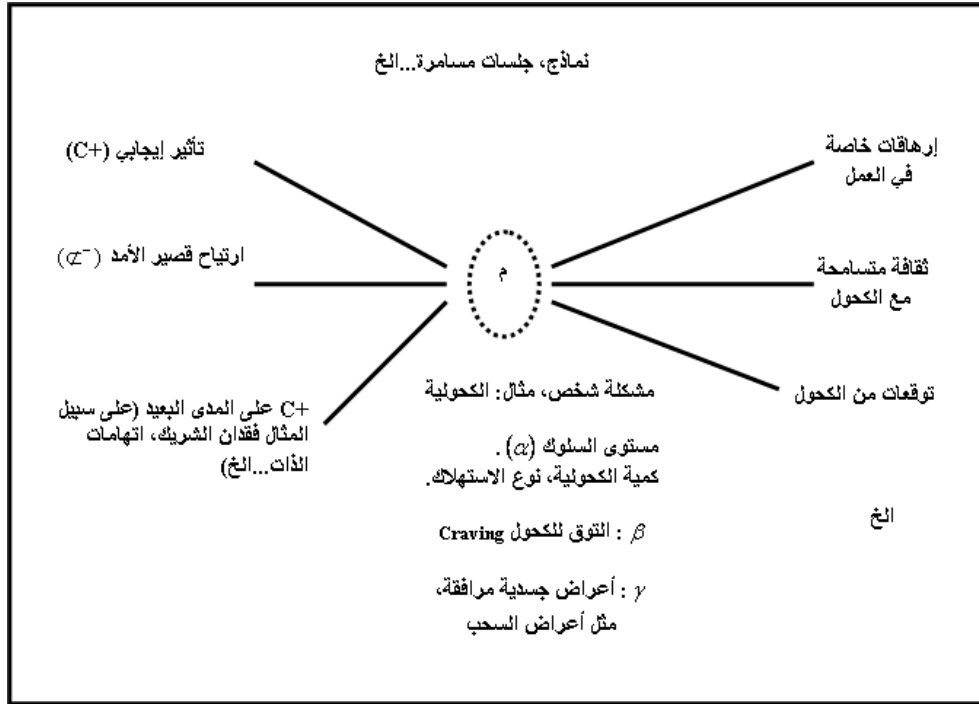 نماذج، جلسات مسامرة...الخ
إرهاقات خاصة
في العمل
ثقافة متسامحة
مع الكحول
توقعات من الكحول
الخ
م
مشكلة شخص، مثال: الكحولية
مستوى السلوك (α) .
كمية الكحولية، نوع الاستهلاك.
β : التوق للكحول Craving
γ : أعراض جسدية مرافقة،
مثل أعراض السحب
تأثير إيجابي (C+)
ارتياح قصير الأمد (⊄⁻)
C+ على المدى البعيد (على سبيل
المثال فقدان الشريك، اتهامات
الذات...الخ)